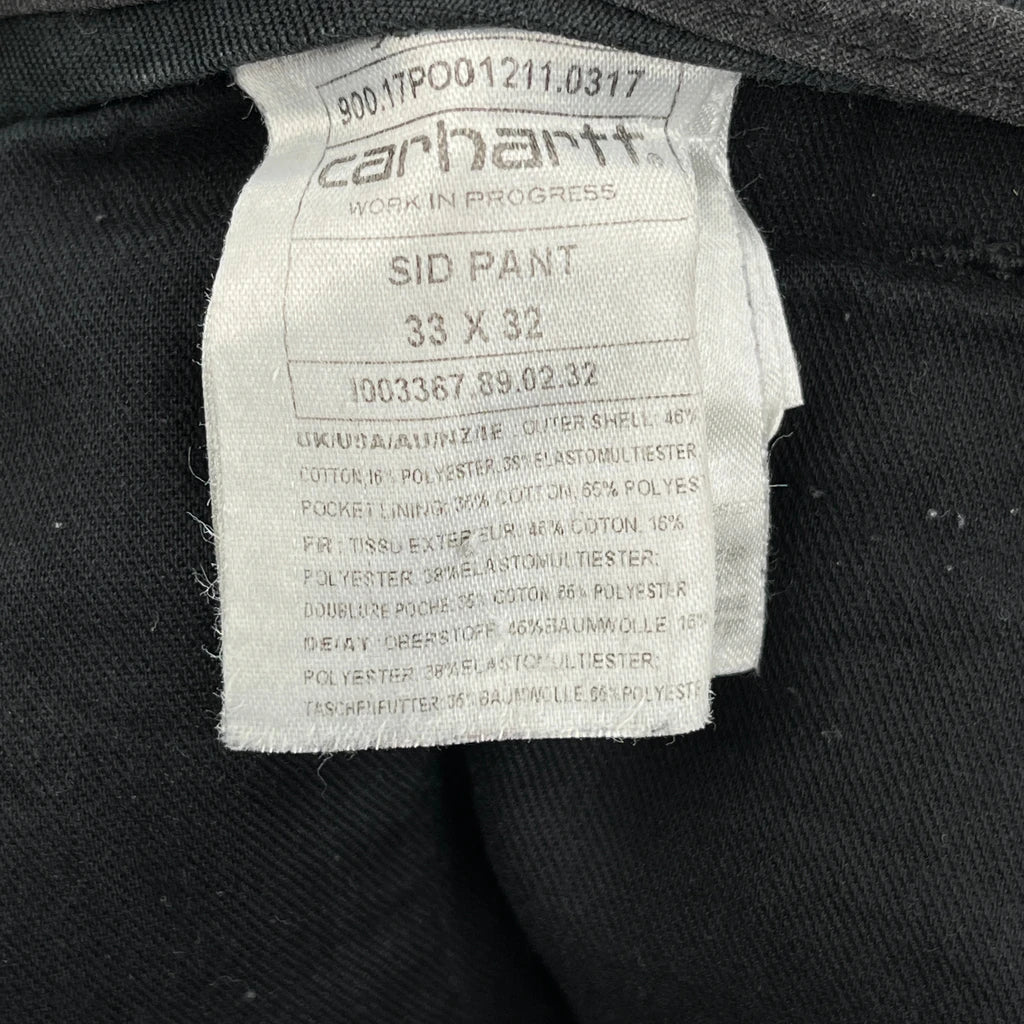 900.17PO01211.0317
carhartt®
WORK IN PROGRESS
SID PANT
33 X 32
I003367.89.02.32
UK/USA/AU/NZ/IE : OUTER SHELL: 46%
COTTON,16% POLYESTER, 38%ELASTOMULTIESTER
POCKET LINING: 35% COTTON, 65% POLYES
FR : TISSU EXTERIEUR: 46% COTON, 16%
POLYESTER, 38%ELASTOMULTIESTER;
DOUBLURE POCHE: 35% COTON, 65% POLYESTER
DE/AT : OBERSTOFF: 46%BAUMWOLLE, 16%
POLYESTER, 38%ELASTOMULTIESTER;
TASCHENFUTTER: 35%BAUMWOLLE, 65%POLYESTE